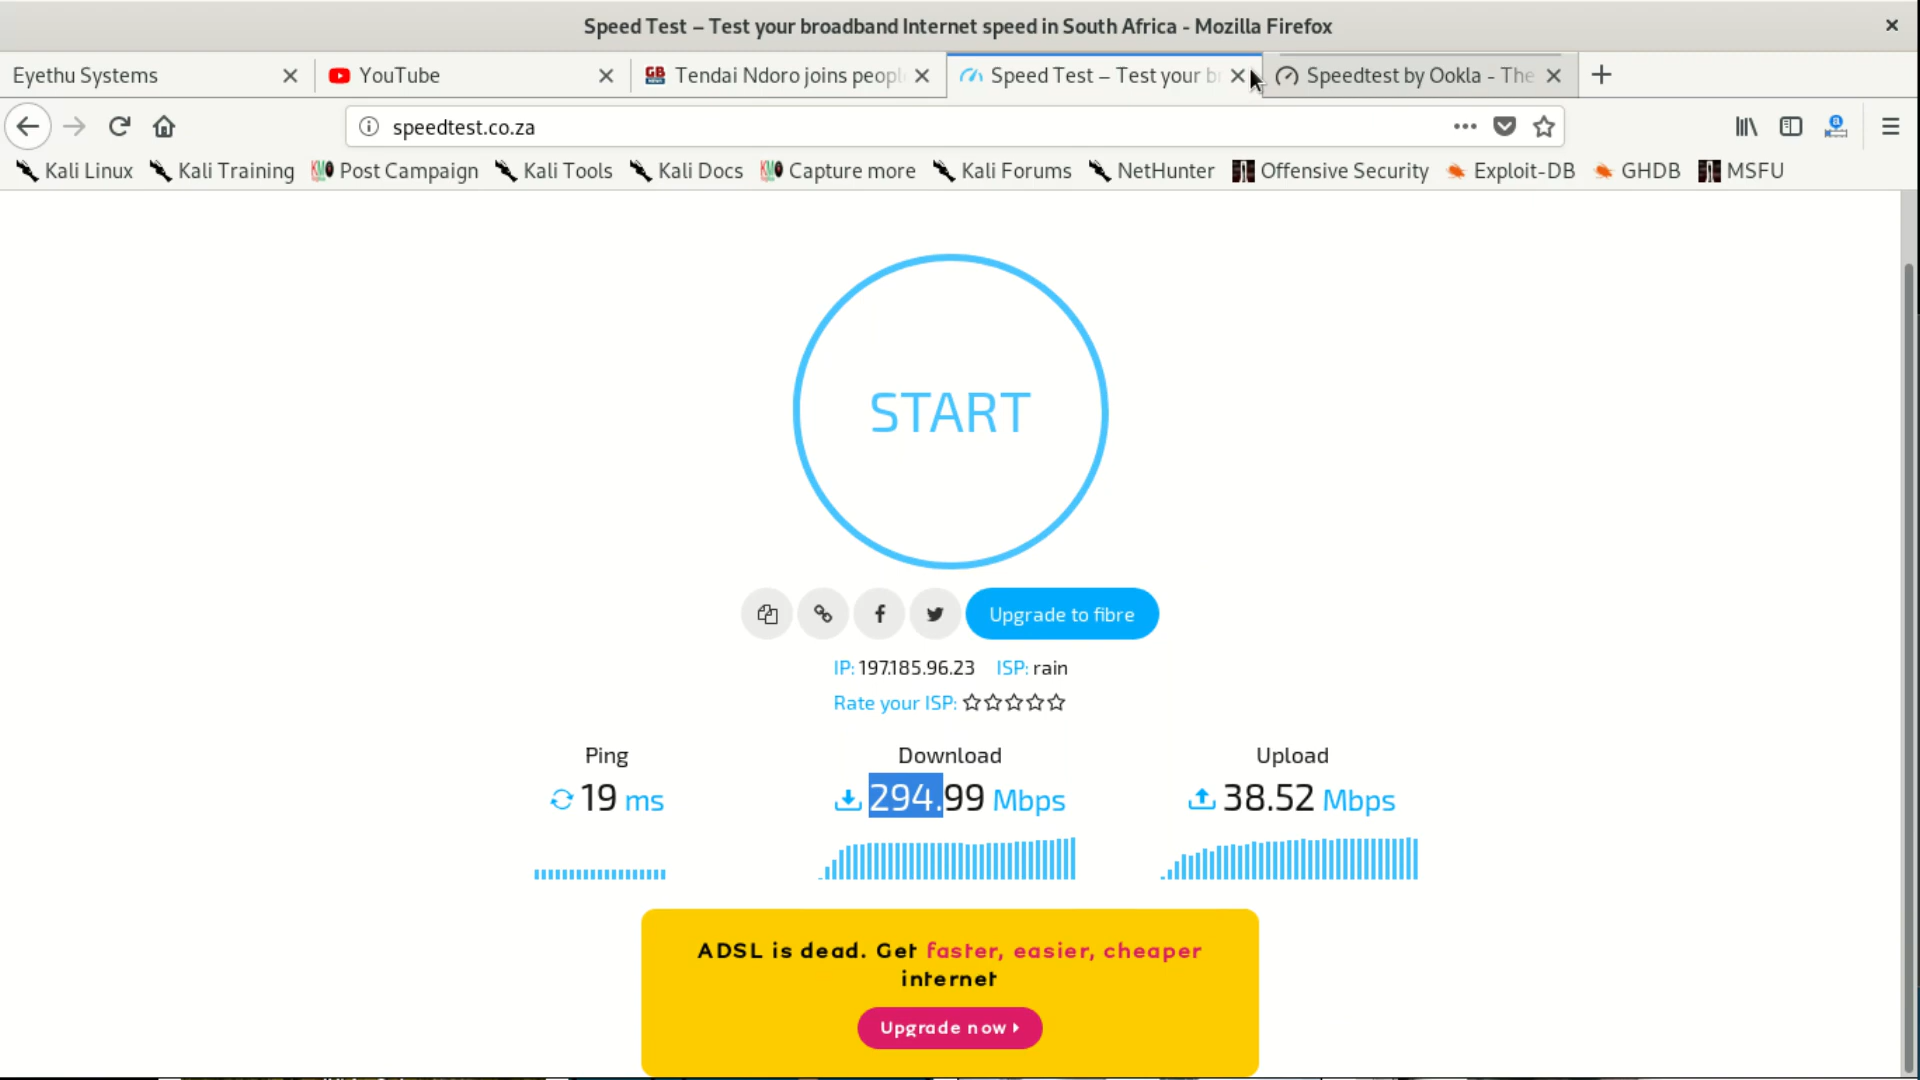 Speed Test – Test your broadband Internet speed in South Africa - Mozilla Firefox
Eyethu Systems YouTube Tendai Ndoro joins peopl Speed Test – Test your b Speedtest by Ookla - The
speedtest.co.za
Kali Linux Kali Training Post Campaign Kali Tools Kali Docs Capture more Kali Forums NetHunter Offensive Security Exploit-DB GHDB MSFU
START
Upgrade to fibre
IP: 197.185.96.23 ISP: rain
Rate your ISP:
Ping Download Upload
19 ms 294.99 Mbps 38.52 Mbps
ADSL is dead. Get faster, easier, cheaper
internet
Upgrade now